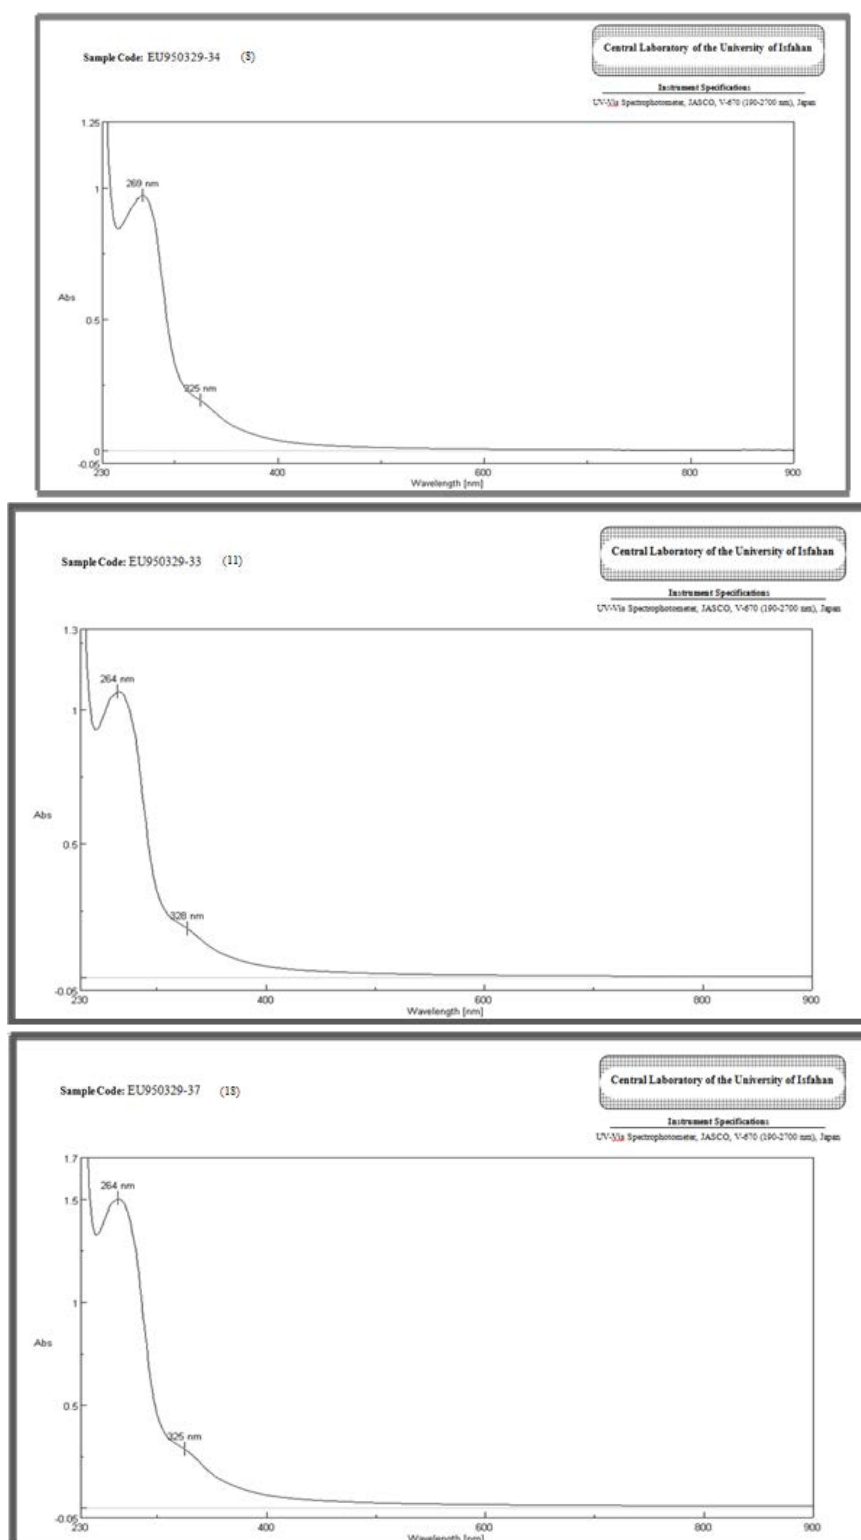 Sample Code: EU950329-34 (8)
Central Laboratory of the University of Isfahan
Instrument Specifications
UV-Vis Spectrophotometer, JASCO, V-670 (190-2700 nm), Japan
1.25
269 nm
1
Abs
0.5
325 nm
0
-0.05
230
400
600
800
900
Wavelength [nm]
Sample Code: EU950329-33 (11)
Central Laboratory of the University of Isfahan
Instrument Specifications
UV-Vis Spectrophotometer, JASCO, V-670 (190-2700 nm), Japan
1.3
264 nm
1
Abs
0.5
328 nm
-0.05
230
400
600
800
900
Wavelength [nm]
Sample Code: EU950329-37 (18)
Central Laboratory of the University of Isfahan
Instrument Specifications
UV-Vis Spectrophotometer, JASCO, V-670 (190-2700 nm), Japan
1.7
264 nm
1.5
1
Abs
0.5
325 nm
-0.05
230
400
600
800
900
Wavelength [nm]